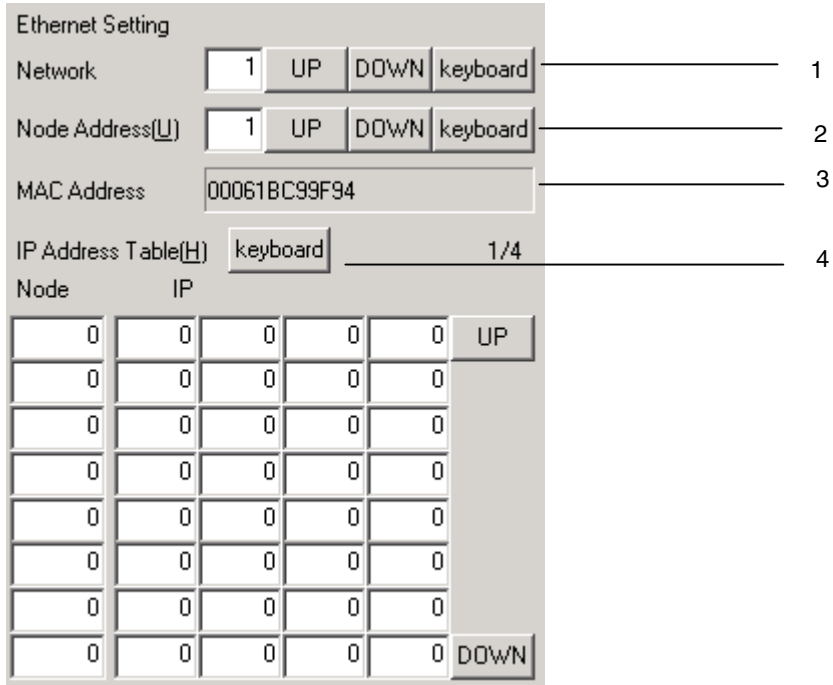 Ethernet Setting
Network 1 UP DOWN keyboard 1
Node Address(U) 1 UP DOWN keyboard 2
MAC Address 00061BC99F94 3
IP Address Table(H) keyboard 1/4 4
Node IP
0 0 0 0 0 UP
0 0 0 0 0
0 0 0 0 0
0 0 0 0 0
0 0 0 0 0
0 0 0 0 0
0 0 0 0 0
0 0 0 0 0 DOWN